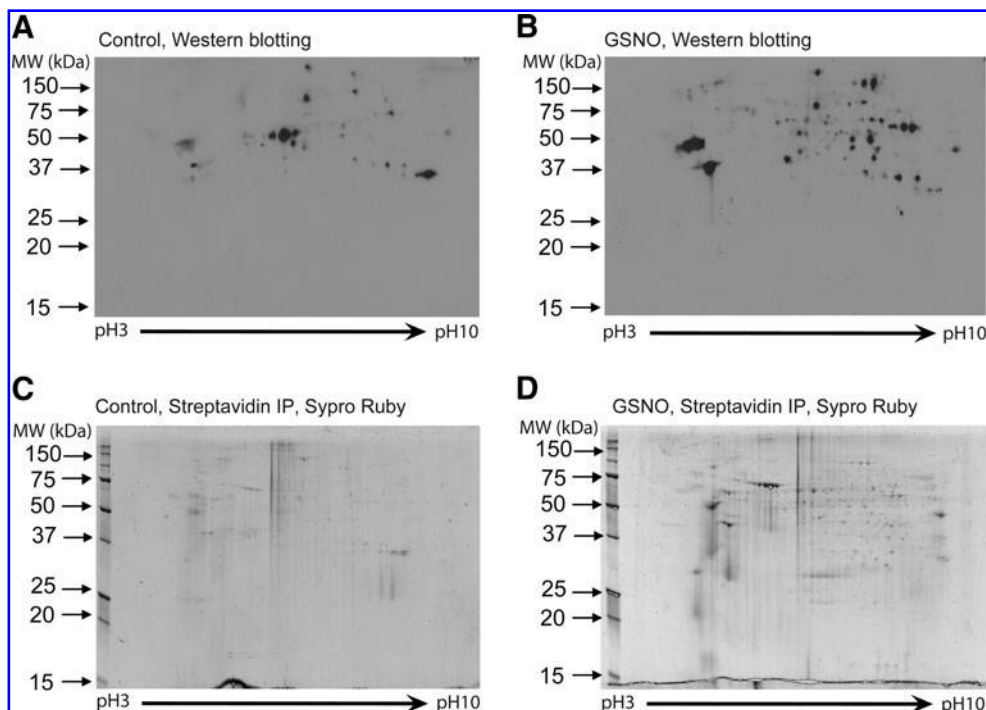 A
Control, Western blotting
MW (kDa)
150
75
50
37
25
20
15
pH3
pH10
B
GSNO, Western blotting
MW (kDa)
150
75
50
37
25
20
15
pH3
pH10
C
Control, Streptavidin IP, Sypro Ruby
MW (kDa)
150
75
50
37
25
20
15
pH3
pH10
D
GSNO, Streptavidin IP, Sypro Ruby
MW (kDa)
150
75
50
37
25
20
15
pH3
pH10